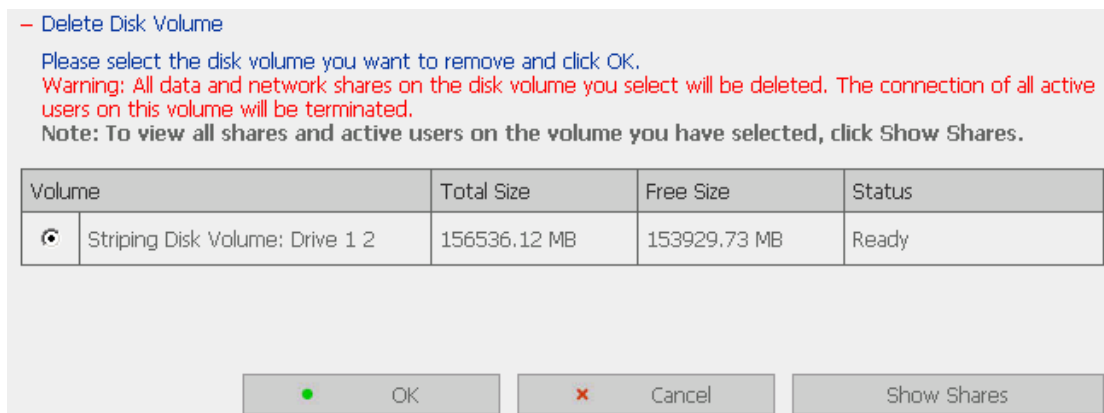 – Delete Disk Volume
Please select the disk volume you want to remove and click OK.
Warning: All data and network shares on the disk volume you select will be deleted. The connection of all active
users on this volume will be terminated.
Note: To view all shares and active users on the volume you have selected, click Show Shares.
Volume Total Size Free Size Status
Striping Disk Volume: Drive 1 2 156536.12 MB 153929.73 MB Ready
OK Cancel Show Shares